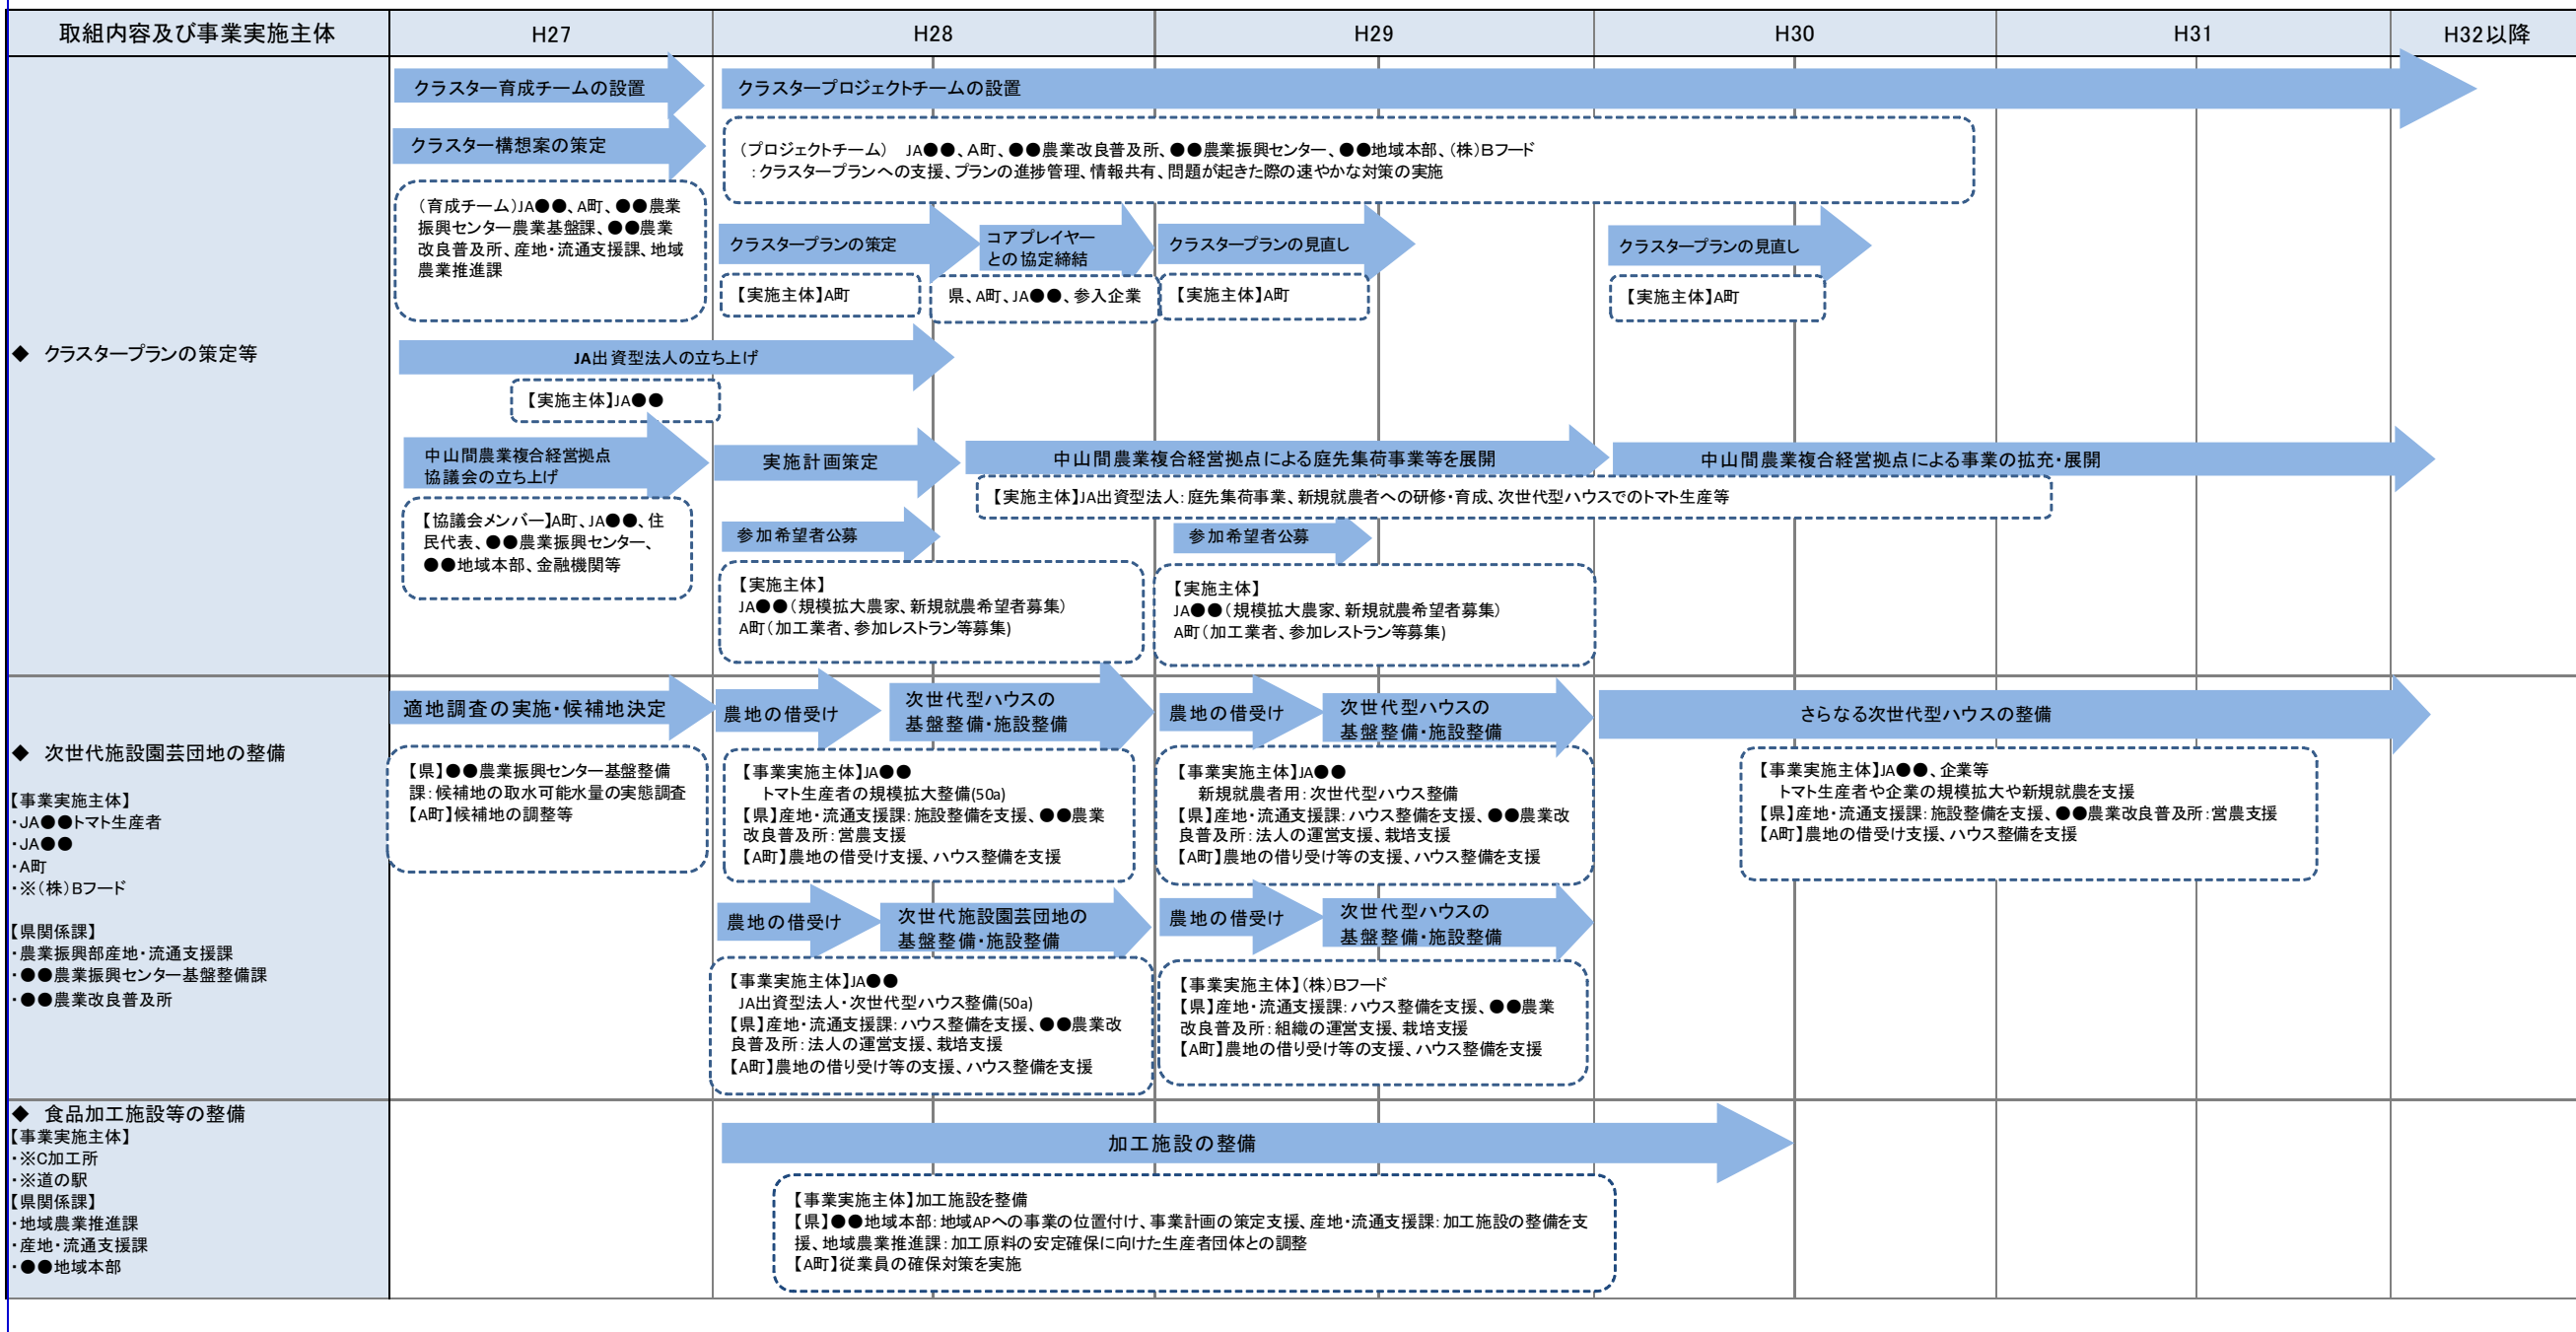 取組内容及び事業実施主体
H27
H28
H29
H30
H31
H32以降
◆ クラスタープランの策定等
クラスター育成チームの設置
クラスタープロジェクトチームの設置
クラスター構想案の策定
(プロジェクトチーム) JA●●、A町、●●農業改良普及所、●●農業振興センター、●●地域本部、(株)Bフード
:クラスタープランへの支援、プランの進捗管理、情報共有、問題が起きた際の速やかな対策の実施
(育成チーム)JA●●、A町、●●農業
振興センター農業基盤課、●●農業
改良普及所、産地・流通支援課、地域
農業推進課
クラスタープランの策定
コアプレイヤー
との協定締結
クラスタープランの見直し
クラスタープランの見直し
【実施主体】A町
県、A町、JA●●、参入企業
【実施主体】A町
【実施主体】A町
JA出資型法人の立ち上げ
【実施主体】JA●●
中山間農業複合経営拠点
協議会の立ち上げ
実施計画策定
中山間農業複合経営拠点による庭先集荷事業等を展開
中山間農業複合経営拠点による事業の拡充・展開
【実施主体】JA出資型法人:庭先集荷事業、新規就農者への研修・育成、次世代型ハウスでのトマト生産等
【協議会メンバー】A町、JA●●、住
民代表、●●農業振興センター、
●●地域本部、金融機関等
参加希望者公募
参加希望者公募
【実施主体】
JA●●(規模拡大農家、新規就農希望者募集)
A町(加工業者、参加レストラン等募集)
【実施主体】
JA●●(規模拡大農家、新規就農希望者募集)
A町(加工業者、参加レストラン等募集)
◆ 次世代施設園芸団地の整備
【事業実施主体】
・JA●●トマト生産者
・JA●●
・A町
・※(株)Bフード
【県関係課】
・農業振興部産地・流通支援課
・●●農業振興センター基盤整備課
・●●農業改良普及所
適地調査の実施・候補地決定
農地の借受け
次世代型ハウスの
基盤整備・施設整備
農地の借受け
次世代型ハウスの
基盤整備・施設整備
さらなる次世代型ハウスの整備
【県】●●農業振興センター基盤整備
課:候補地の取水可能水量の実態調査
【A町】候補地の調整等
【事業実施主体】JA●●
トマト生産者の規模拡大整備(50a)
【県】産地・流通支援課:施設整備を支援、●●農業
改良普及所:営農支援
【A町】農地の借受け支援、ハウス整備を支援
【事業実施主体】JA●●
新規就農者用:次世代型ハウス整備
【県】産地・流通支援課:ハウス整備を支援、●●農業改
良普及所:法人の運営支援、栽培支援
【A町】農地の借り受け等の支援、ハウス整備を支援
【事業実施主体】JA●●、企業等
トマト生産者や企業の規模拡大や新規就農を支援
【県】産地・流通支援課:施設整備を支援、●●農業改良普及所:営農支援
【A町】農地の借受け支援、ハウス整備を支援
農地の借受け
次世代施設園芸団地の
基盤整備・施設整備
農地の借受け
次世代型ハウスの
基盤整備・施設整備
【事業実施主体】JA●●
JA出資型法人・次世代型ハウス整備(50a)
【県】産地・流通支援課:ハウス整備を支援、●●農業改
良普及所:法人の運営支援、栽培支援
【A町】農地の借り受け等の支援、ハウス整備を支援
【事業実施主体】(株)Bフード
【県】産地・流通支援課:ハウス整備を支援、●●農業
改良普及所:組織の運営支援、栽培支援
【A町】農地の借り受け等の支援、ハウス整備を支援
◆ 食品加工施設等の整備
【事業実施主体】
・※C加工所
・※道の駅
【県関係課】
・地域農業推進課
・産地・流通支援課
・●●地域本部
加工施設の整備
【事業実施主体】加工施設を整備
【県】●●地域本部:地域APへの事業の位置付け、事業計画の策定支援、産地・流通支援課:加工施設の整備を支
援、地域農業推進課:加工原料の安定確保に向けた生産者団体との調整
【A町】従業員の確保対策を実施